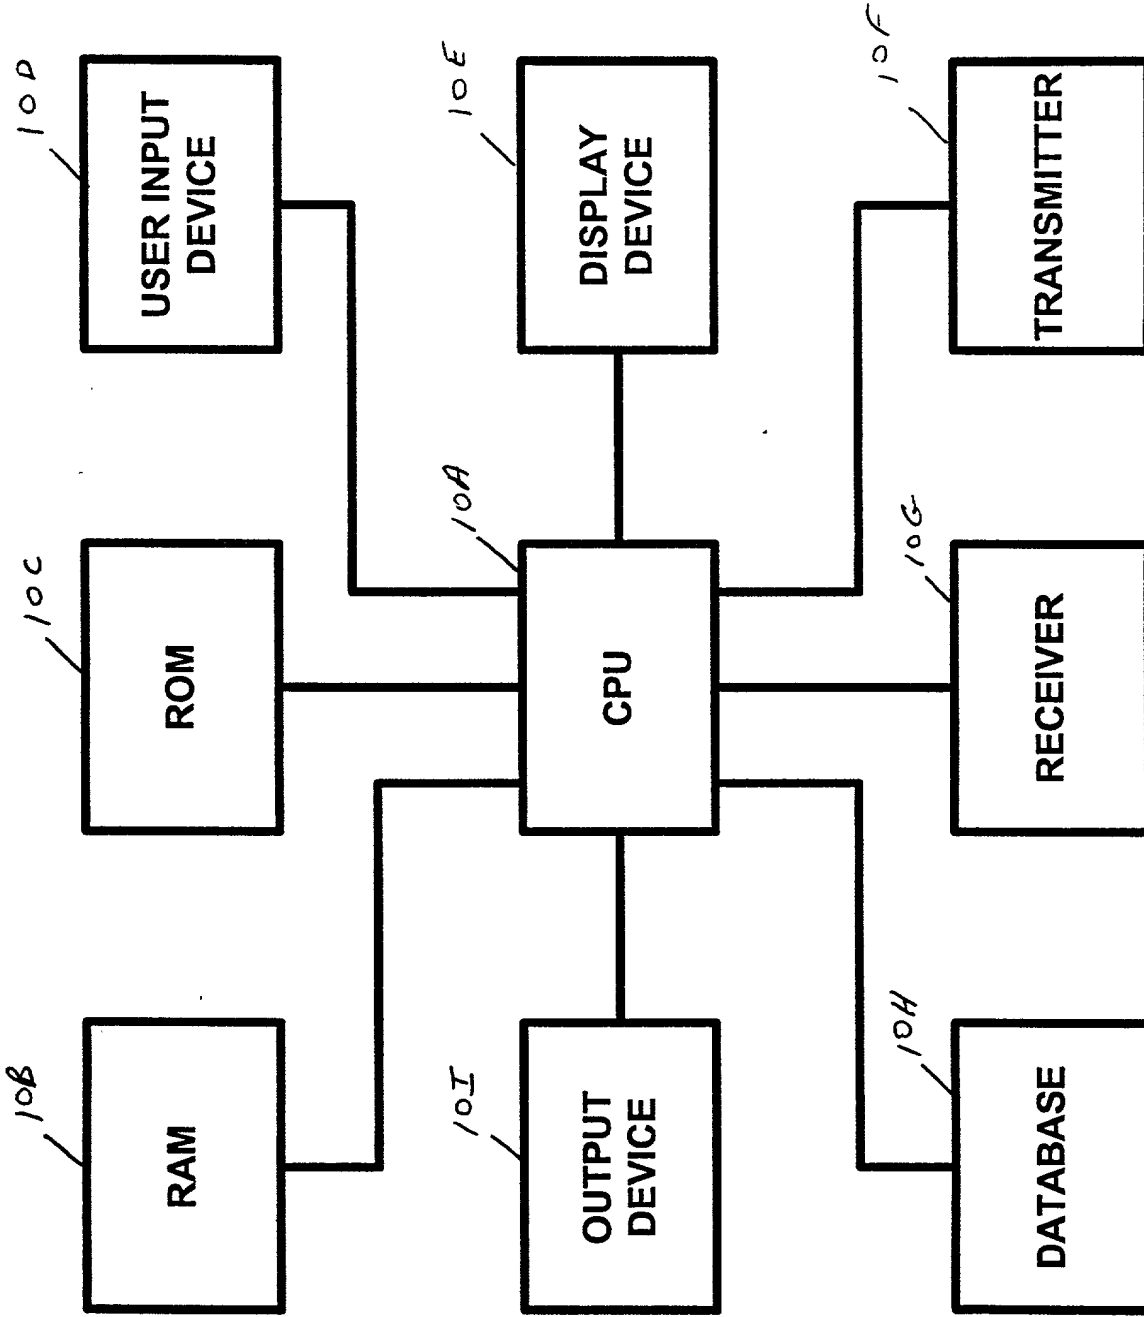 10B
RAM
10C
ROM
10D
USER INPUT
DEVICE
10I
OUTPUT
DEVICE
10A
CPU
10E
DISPLAY
DEVICE
10H
DATABASE
10G
RECEIVER
10F
TRANSMITTER